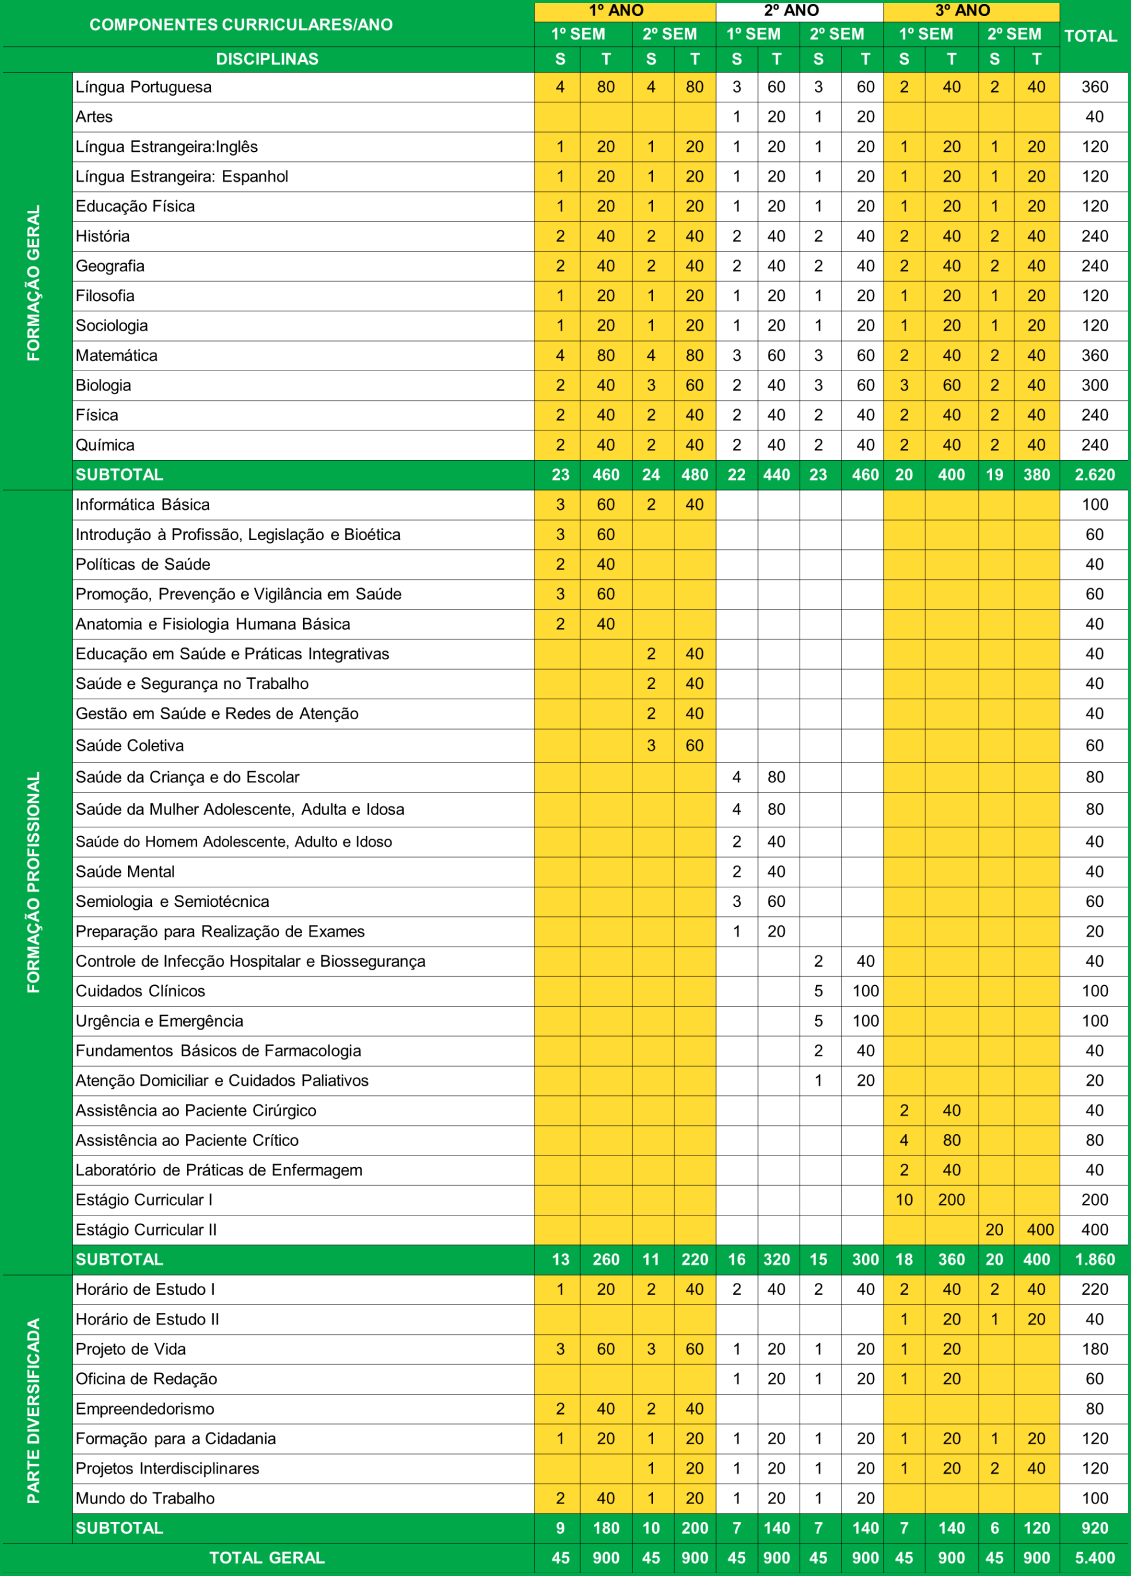 COMPONENTES CURRICULARES/ANO 1º ANO 2º ANO 3º ANO TOTAL
1º SEM 2º SEM 1º SEM 2º SEM 1º SEM 2º SEM
DISCIPLINAS S T S T S T S T S T S T
FORMAÇÃO GERAL
Língua Portuguesa 4 80 4 80 3 60 3 60 2 40 2 40 360
Artes 1 20 1 20 40
Língua Estrangeira:Inglês 1 20 1 20 1 20 1 20 1 20 1 20 120
Língua Estrangeira: Espanhol 1 20 1 20 1 20 1 20 1 20 1 20 120
Educação Física 1 20 1 20 1 20 1 20 1 20 1 20 120
História 2 40 2 40 2 40 2 40 2 40 2 40 240
Geografia 2 40 2 40 2 40 2 40 2 40 2 40 240
Filosofia 1 20 1 20 1 20 1 20 1 20 1 20 120
Sociologia 1 20 1 20 1 20 1 20 1 20 1 20 120
Matemática 4 80 4 80 3 60 3 60 2 40 2 40 360
Biologia 2 40 3 60 2 40 3 60 3 60 2 40 300
Física 2 40 2 40 2 40 2 40 2 40 2 40 240
Química 2 40 2 40 2 40 2 40 2 40 2 40 240
SUBTOTAL 23 460 24 480 22 440 23 460 20 400 19 380 2.620
FORMAÇÃO PROFISSIONAL
Informática Básica 3 60 2 40 100
Introdução à Profissão, Legislação e Bioética 3 60 60
Políticas de Saúde 2 40 40
Promoção, Prevenção e Vigilância em Saúde 3 60 60
Anatomia e Fisiologia Humana Básica 2 40 40
Educação em Saúde e Práticas Integrativas 2 40 40
Saúde e Segurança no Trabalho 2 40 40
Gestão em Saúde e Redes de Atenção 2 40 40
Saúde Coletiva 3 60 60
Saúde da Criança e do Escolar 4 80 80
Saúde da Mulher Adolescente, Adulta e Idosa 4 80 80
Saúde do Homem Adolescente, Adulto e Idoso 2 40 40
Saúde Mental 2 40 40
Semiologia e Semiotécnica 3 60 60
Preparação para Realização de Exames 1 20 20
Controle de Infecção Hospitalar e Biossegurança 2 40 40
Cuidados Clínicos 5 100 100
Urgência e Emergência 5 100 100
Fundamentos Básicos de Farmacologia 2 40 40
Atenção Domiciliar e Cuidados Paliativos 1 20 20
Assistência ao Paciente Cirúrgico 2 40 40
Assistência ao Paciente Crítico 4 80 80
Laboratório de Práticas de Enfermagem 2 40 40
Estágio Curricular I 10 200 200
Estágio Curricular II 20 400 400
SUBTOTAL 13 260 11 220 16 320 15 300 18 360 20 400 1.860
PARTE DIVERSIFICADA
Horário de Estudo I 1 20 2 40 2 40 2 40 2 40 2 40 220
Horário de Estudo II 1 20 1 20 40
Projeto de Vida 3 60 3 60 1 20 1 20 1 20 180
Oficina de Redação 1 20 1 20 1 20 60
Empreendedorismo 2 40 2 40 80
Formação para a Cidadania 1 20 1 20 1 20 1 20 1 20 1 20 120
Projetos Interdisciplinares 1 20 1 20 1 20 1 20 2 40 120
Mundo do Trabalho 2 40 1 20 1 20 1 20 100
SUBTOTAL 9 180 10 200 7 140 7 140 7 140 6 120 920
TOTAL GERAL 45 900 45 900 45 900 45 900 45 900 45 900 5.400